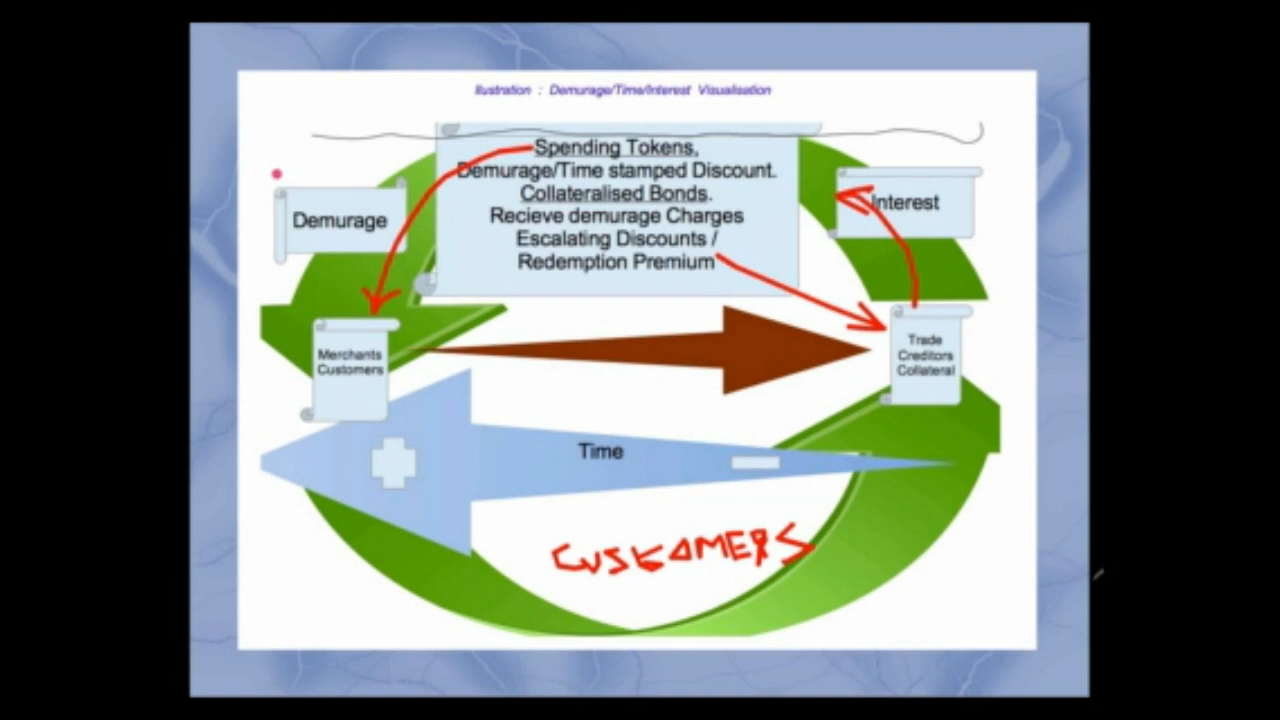 Ilustration : Demurage/Time/Interest Visualisation
Spending Tokens,
Demurage/Time stamped Discount.
Collateralised Bonds.
Recieve demurage Charges
Escalating Discounts /
Redemption Premium
Demurage
Interest
Merchants
Customers
Trade
Creditors
Collateral
Time
CUSTOMERS